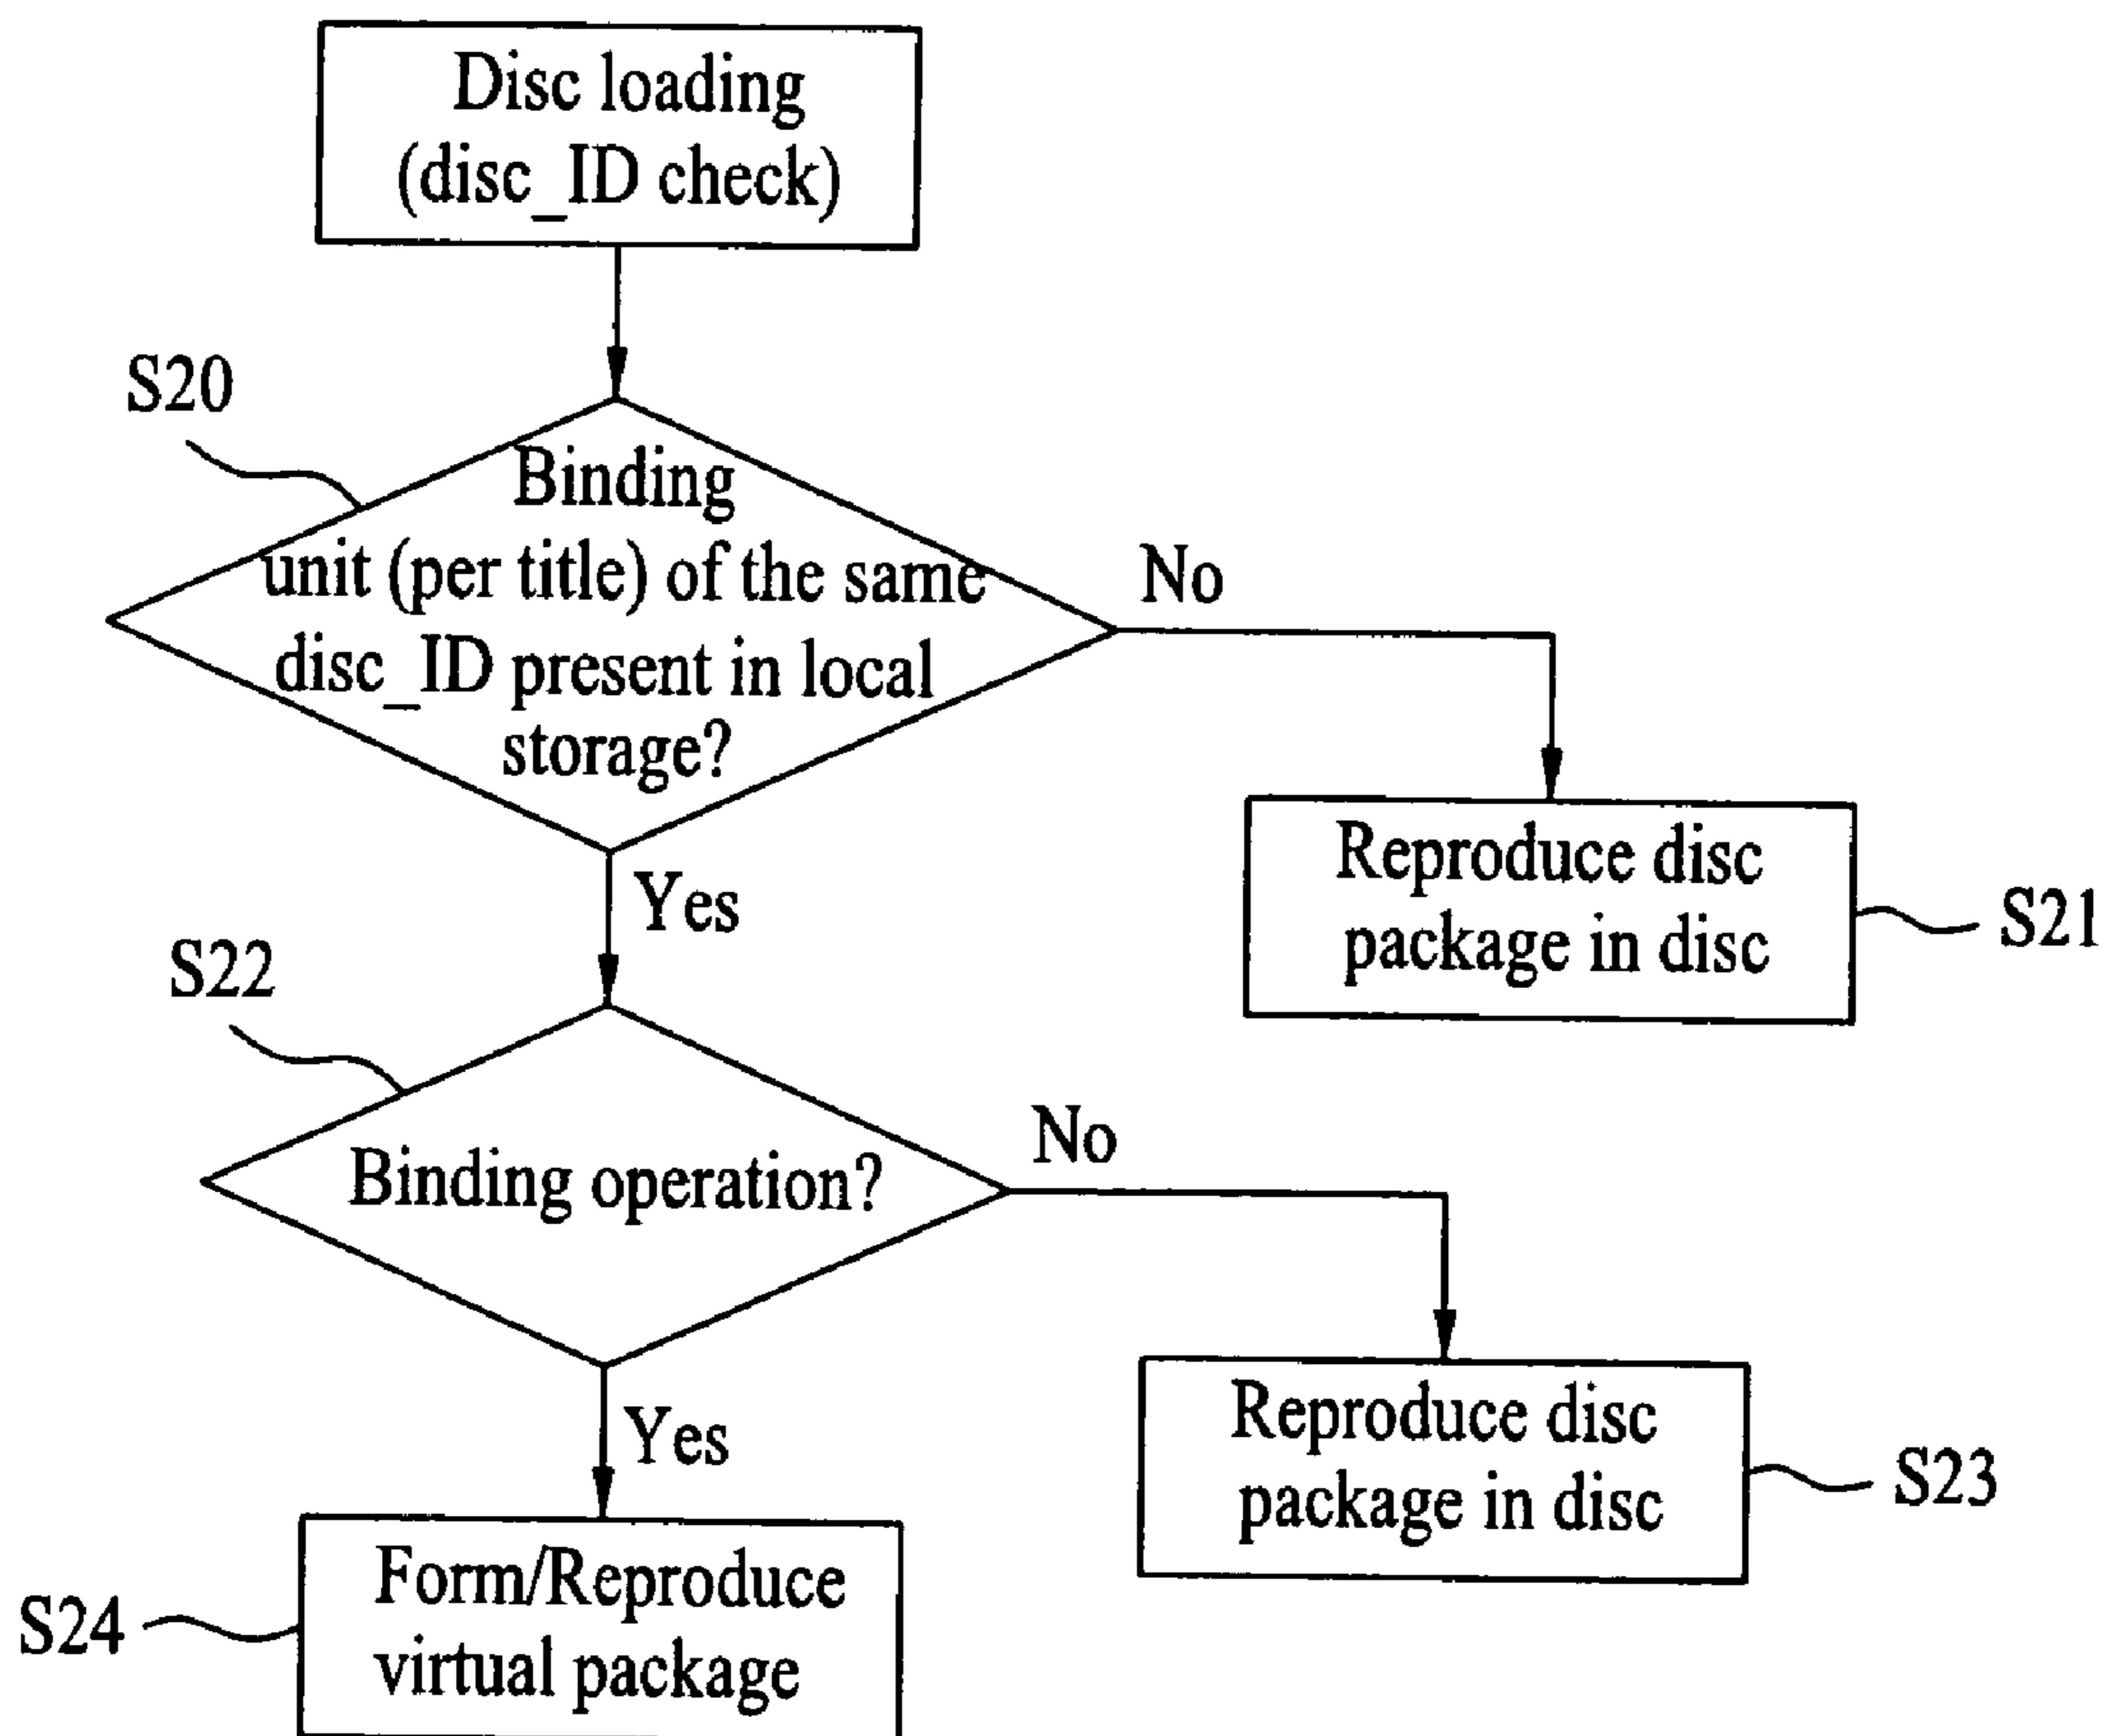 Disc loading
(disc_ID check)
S20
Binding
unit (per title) of the same
disc_ID present in local
storage?
No
Yes
Reproduce disc
package in disc
S21
S22
Binding operation?
No
Yes
Reproduce disc
package in disc
S23
Form/Reproduce
virtual package
S24